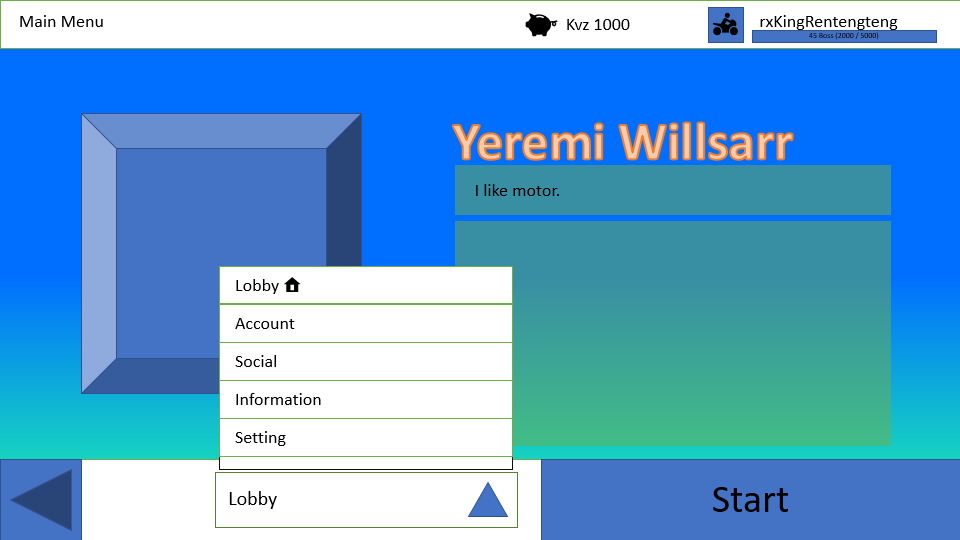 Main Menu
Kvz 1000
rxKingRentengteng
45 Boss (2000 / 5000)
Yeremi Willsarr
I like motor.
Lobby
Account
Social
Information
Setting
Lobby
Start